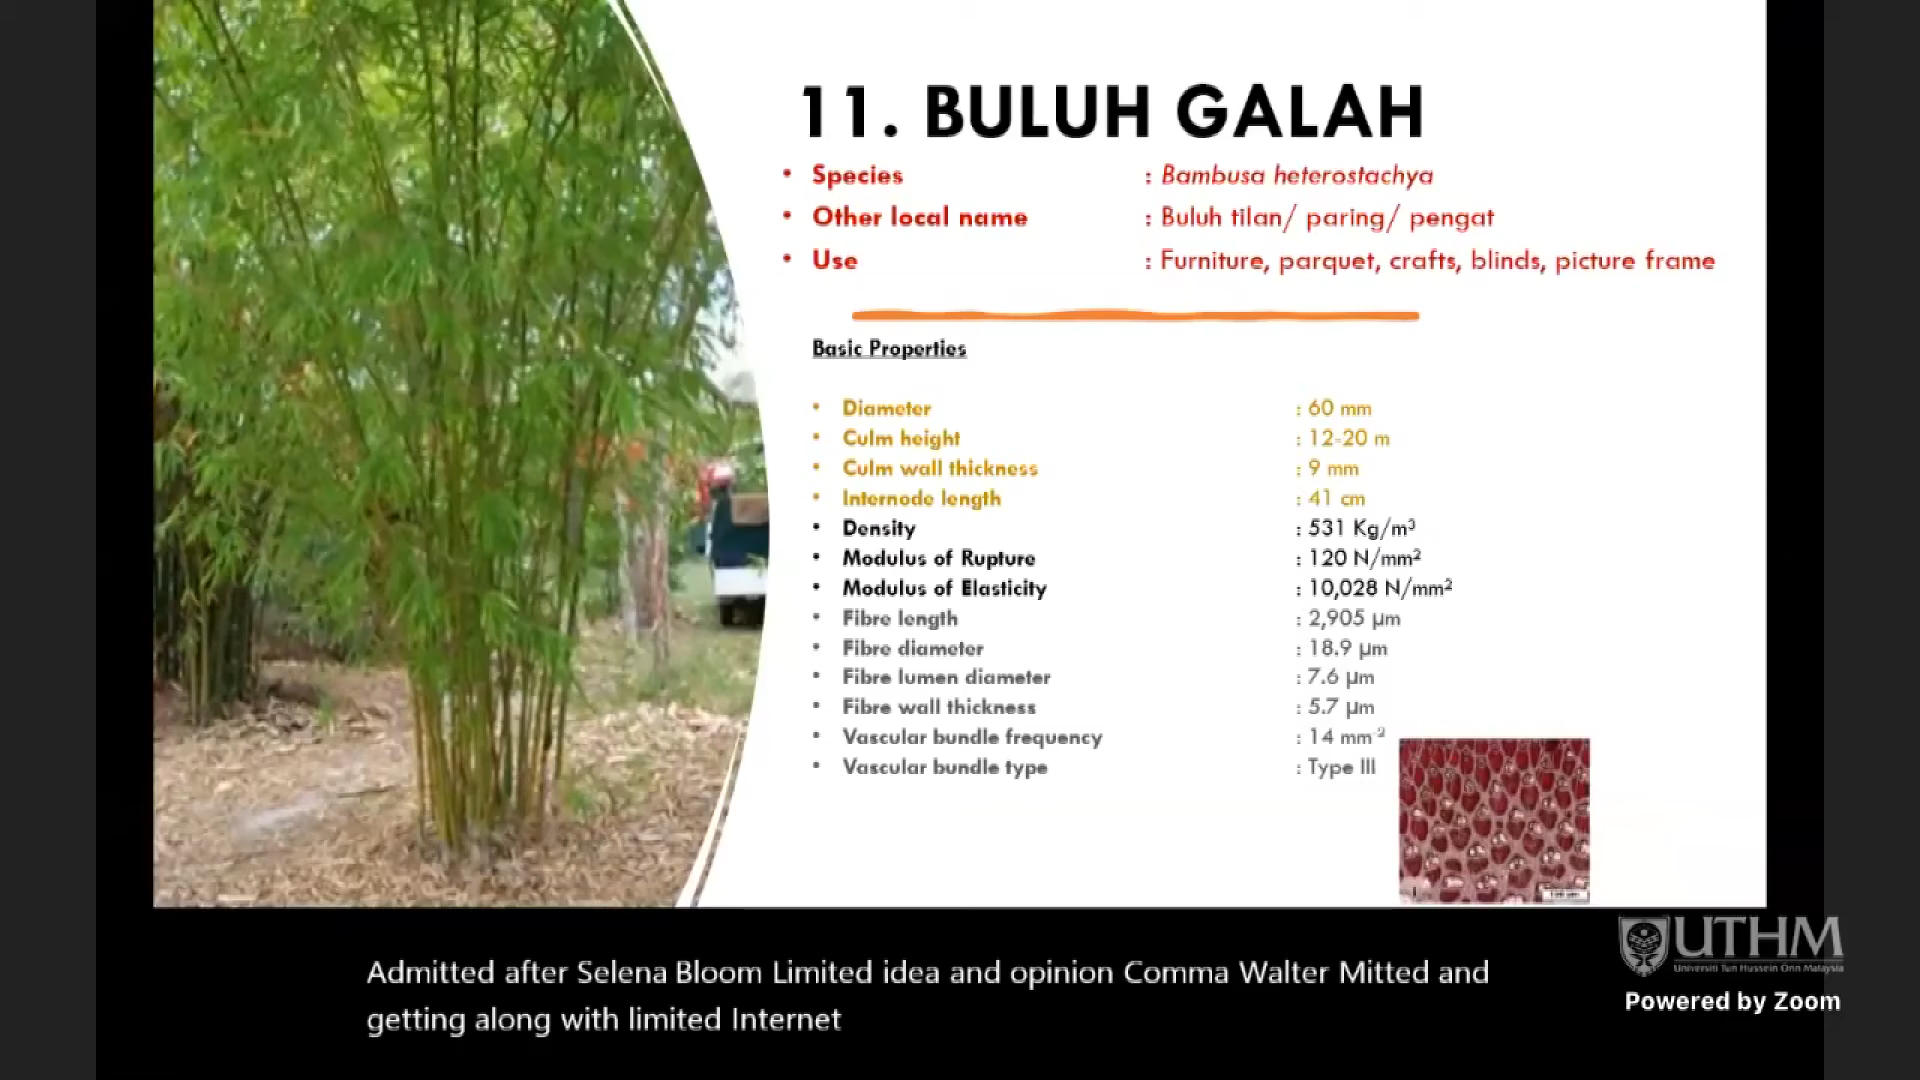 11. BULUH GALAH
• Species : Bambusa heterostachya
• Other local name : Buluh tilan/ paring/ pengat
• Use : Furniture, parquet, crafts, blinds, picture frame
Basic Properties
• Diameter : 60 mm
• Culm height : 12-20 m
• Culm wall thickness : 9 mm
• Internode length : 41 cm
• Density : 531 Kg/m³
• Modulus of Rupture : 120 N/mm²
• Modulus of Elasticity : 10,028 N/mm²
• Fibre length : 2,905 µm
• Fibre diameter : 18.9 µm
• Fibre lumen diameter : 7.6 µm
• Fibre wall thickness : 5.7 µm
• Vascular bundle frequency : 14 mm⁻²
• Vascular bundle type : Type III
UTHM
Universiti Tun Hussein Onn Malaysia
Powered by Zoom
Admitted after Selena Bloom Limited idea and opinion Comma Walter Mitted and
getting along with limited Internet